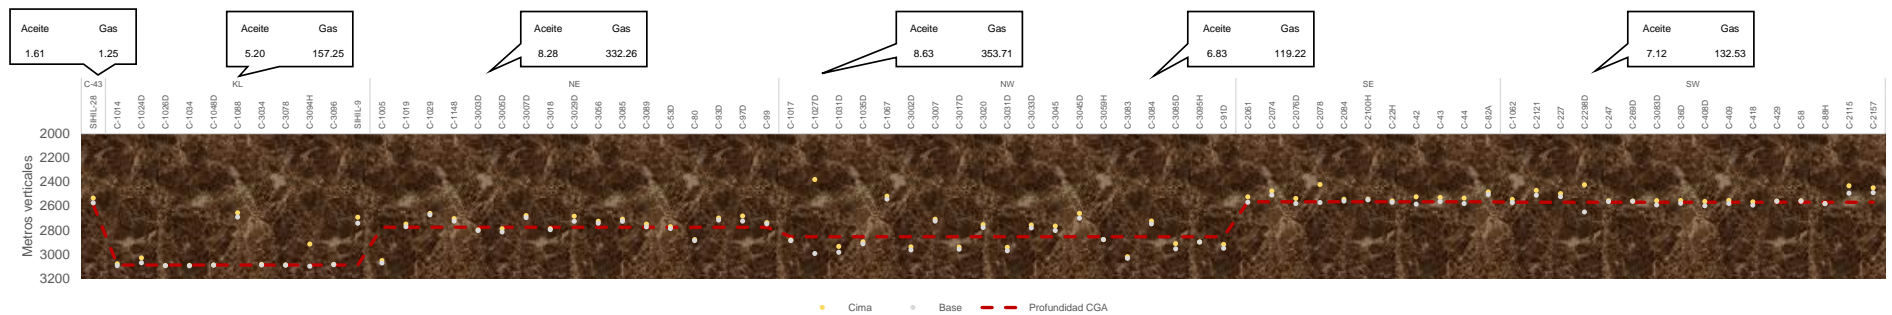 Aceite Gas
1.61 1.25
Aceite Gas
5.20 157.25
Aceite Gas
8.28 332.26
Aceite Gas
8.63 353.71
Aceite Gas
6.83 119.22
Aceite Gas
7.12 132.53
C-43 KL NE NW SE SW
SIHIL-28 C-1014 C-1024D C-1026D C-1034 C-1048D C-1088 C-3034 C-3078 C-3094H C-3096 SIHIL-9 C-1005 C-1019 C-1029 C-1148 C-3003D C-3005D C-3007D C-3018 C-3029D C-3056 C-3085 C-3089 C-53D C-80 C-93D C-97D C-99 C-1017 C-1027D C-1031D C-1035D C-1067 C-3002D C-3007 C-3017D C-3020 C-3031D C-3045 C-3045D C-3059H C-3083 C-3084 C-3085D C-3095H C-91D C-2061 C-2074 C-2076D C-2078 C-2084 C-2100H C-22H C-42 C-43 C-44 C-82A C-1062 C-2121 C-227 C-2298D C-247 C-269D C-3083D C-38D C-408D C-409 C-418 C-429 C-58 C-88H C-2115 C-2157
Metros verticales
2000
2200
2400
2600
2800
3000
3200
Cima Base Profundidad CGA